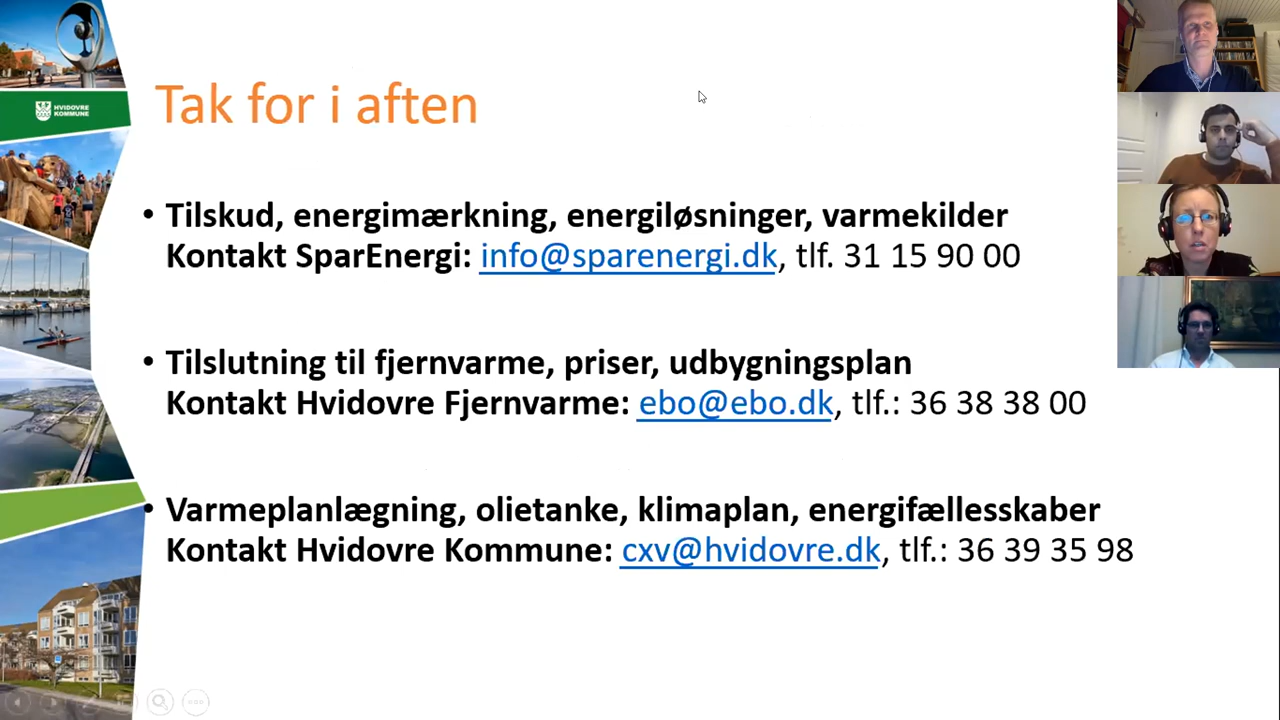 HVIDOVRE
KOMMUNE
Tak for i aften
• Tilskud, energimærkning, energiløsninger, varmekilder
Kontakt SparEnergi: info@sparenergi.dk, tlf. 31 15 90 00
• Tilslutning til fjernvarme, priser, udbygningsplan
Kontakt Hvidovre Fjernvarme: ebo@ebo.dk, tlf.: 36 38 38 00
• Varmeplanlægning, olietanke, klimaplan, energifællesskaber
Kontakt Hvidovre Kommune: cxv@hvidovre.dk, tlf.: 36 39 35 98